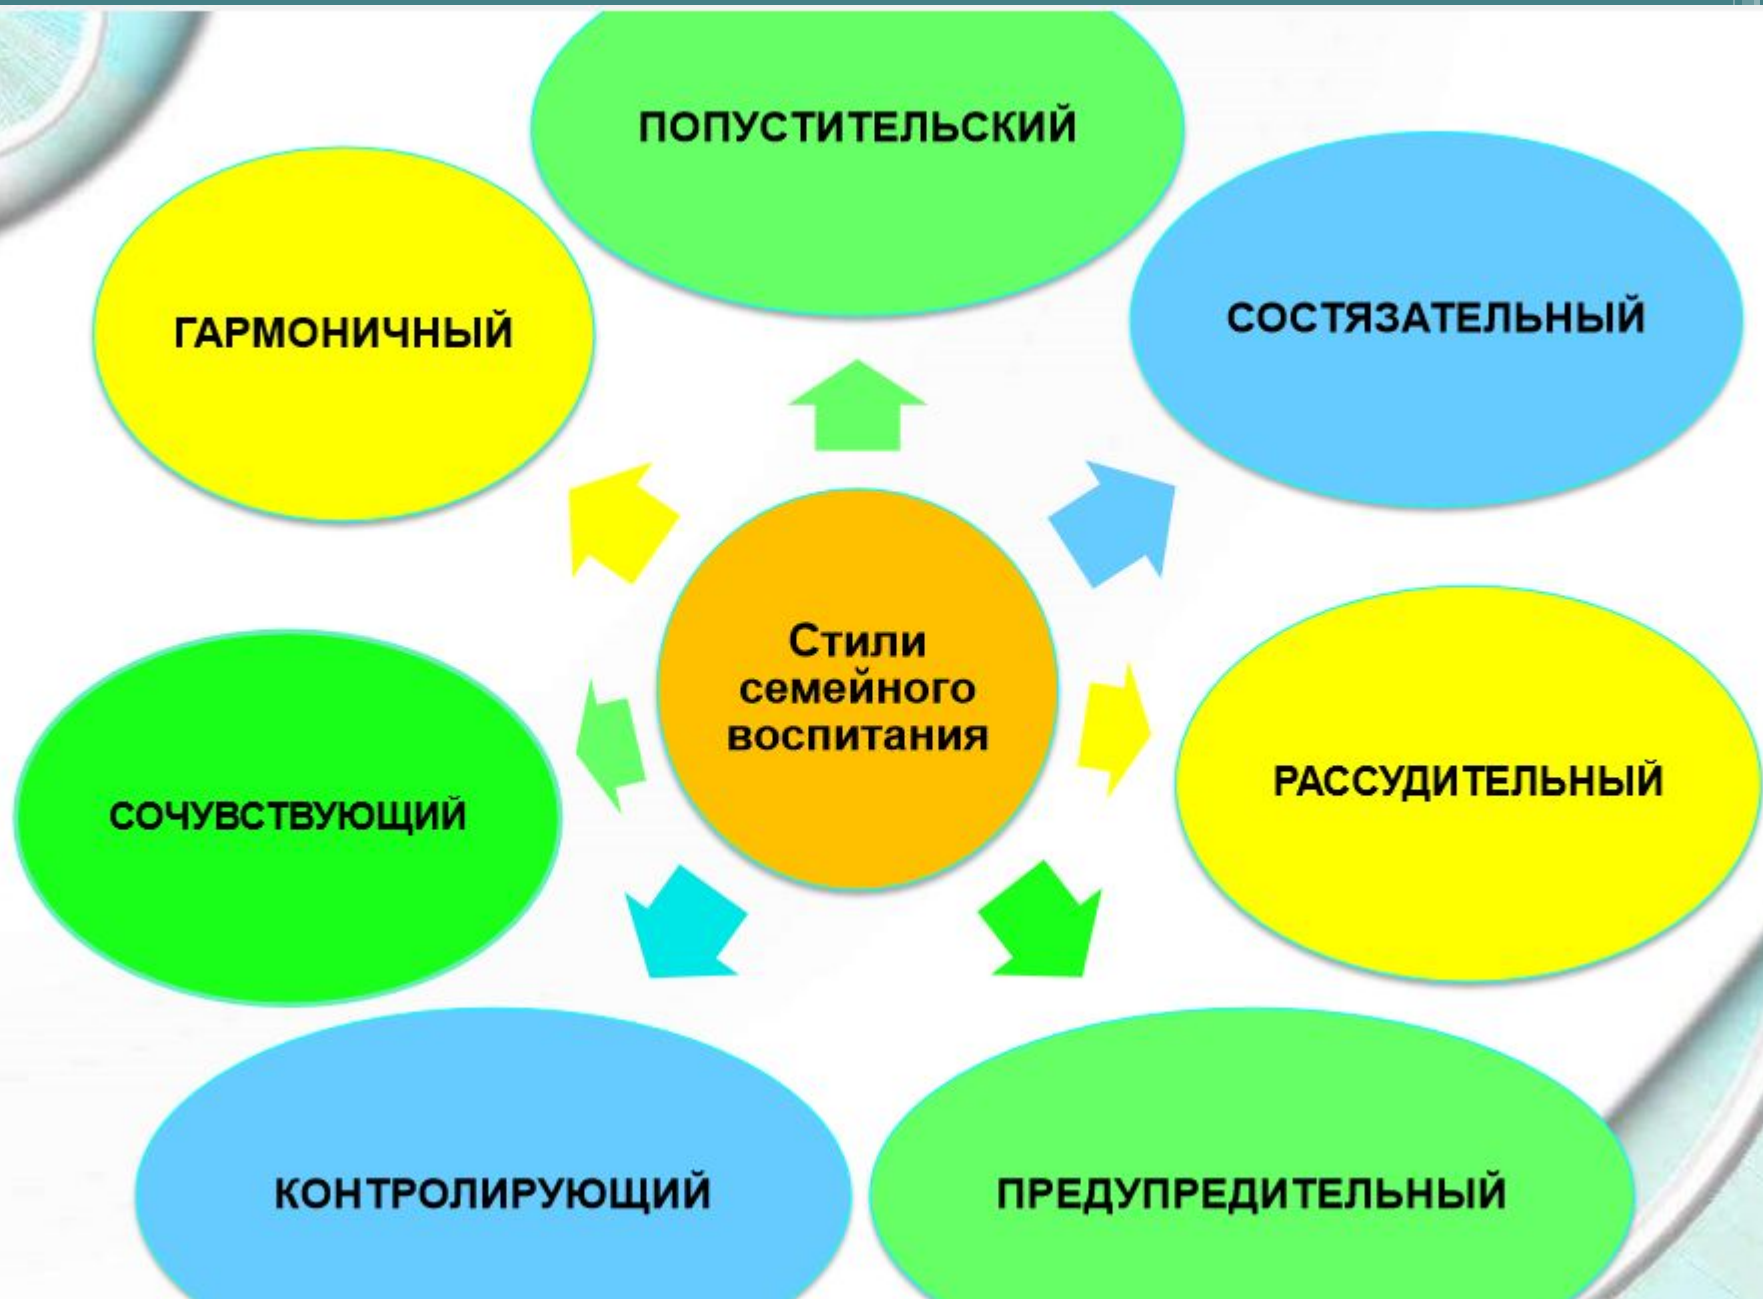 ПОПУСТИТЕЛЬСКИЙ
СОСТЯЗАТЕЛЬНЫЙ
ГАРМОНИЧНЫЙ
Стили
семейного
воспитания
РАССУДИТЕЛЬНЫЙ
СОЧУВСТВУЮЩИЙ
КОНТРОЛИРУЮЩИЙ
ПРЕДУПРЕДИТЕЛЬНЫЙ